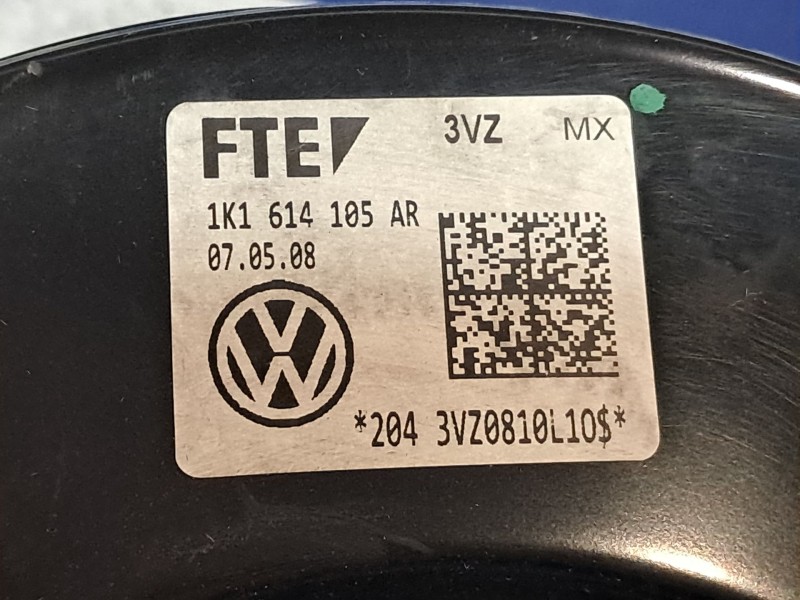 FTE 3VZ MX
1K1 614 105 AR
07.05.08
*204 3VZ0810L10$*